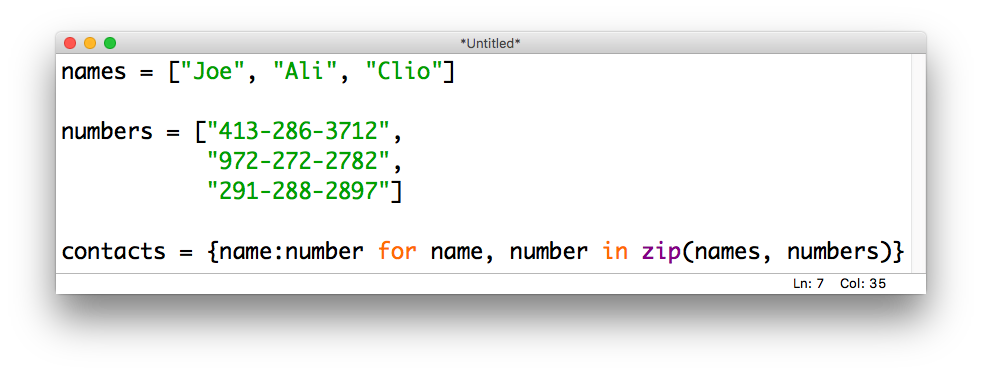 *Untitled*
names = ["Joe", "Ali", "Clio"]
numbers = ["413-286-3712",
"972-272-2782",
"291-288-2897"]
contacts = {name:number for name, number in zip(names, numbers)}
Ln: 7 Col: 35